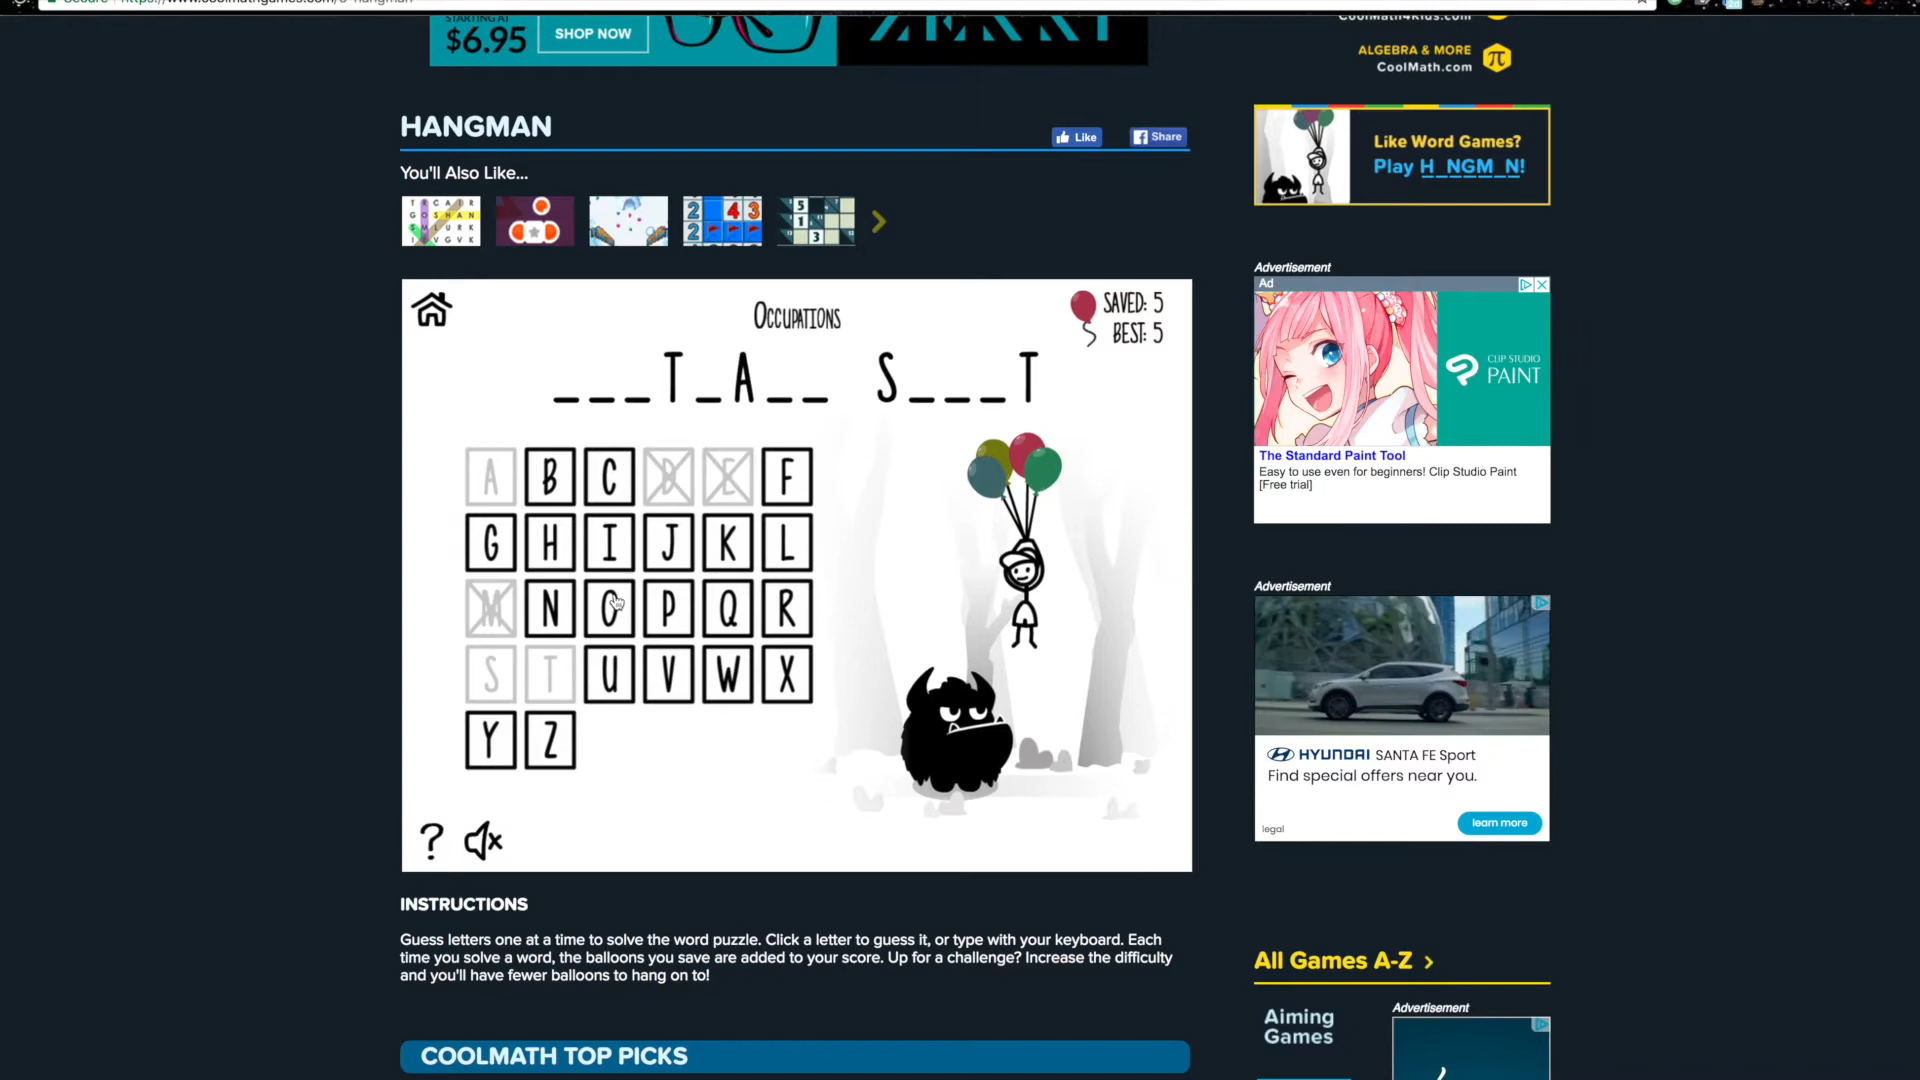 STARTING AT
$6.95
SHOP NOW
CoolMath4Kids.com
ALGEBRA & MORE
CoolMath.com
π
HANGMAN
Like
Share
You'll Also Like...
Like Word Games?
Play H_NGM_N!
OCCUPATIONS
SAVED: 5
BEST: 5
_ _ _ T _ A _ _ S _ _ _ T
A B C D E F
G H I J K L
M N O P Q R
S T U V W X
Y Z
?
Advertisement
Ad
CLIP STUDIO
PAINT
The Standard Paint Tool
Easy to use even for beginners! Clip Studio Paint
[Free trial]
Advertisement
HYUNDAI SANTA FE Sport
Find special offers near you.
legal
learn more
INSTRUCTIONS
Guess letters one at a time to solve the word puzzle. Click a letter to guess it, or type with your keyboard. Each
time you solve a word, the balloons you save are added to your score. Up for a challenge? Increase the difficulty
and you'll have fewer balloons to hang on to!
All Games A-Z >
Aiming
Games
Advertisement
COOLMATH TOP PICKS